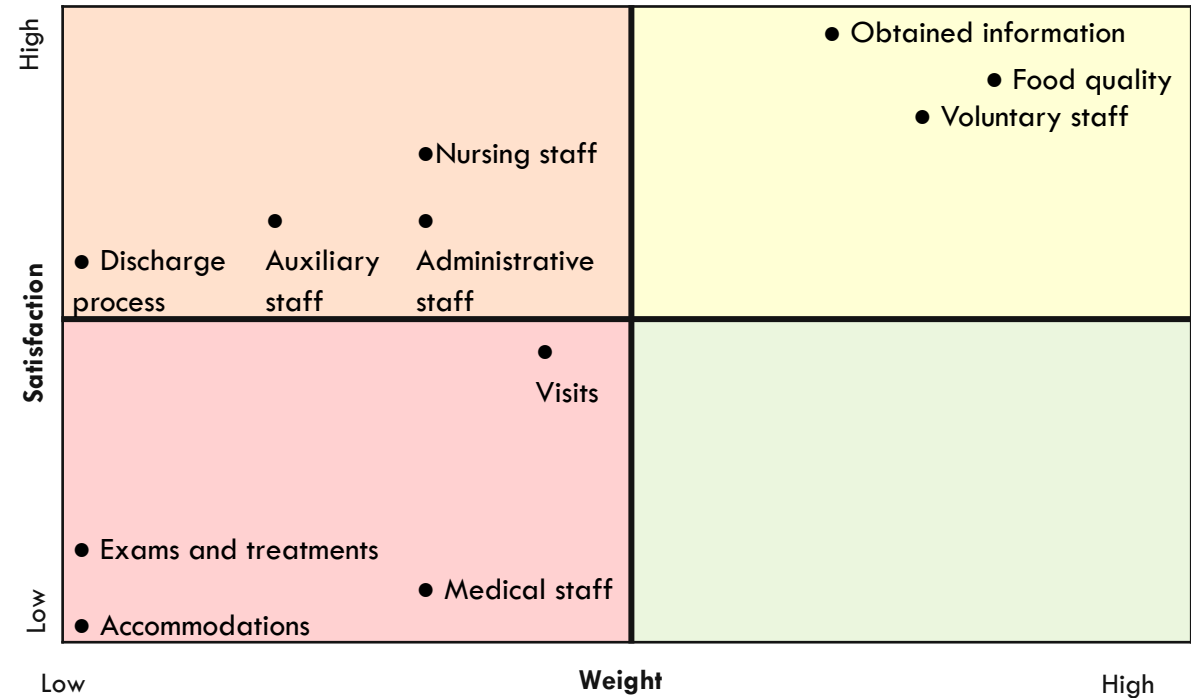 High
● Obtained information
● Food quality
● Voluntary staff
●Nursing staff
● Discharge
process
● Auxiliary
staff
● Administrative
staff
Satisfaction
● Visits
● Exams and treatments
● Medical staff
● Accommodations
Low
Low
Weight
High